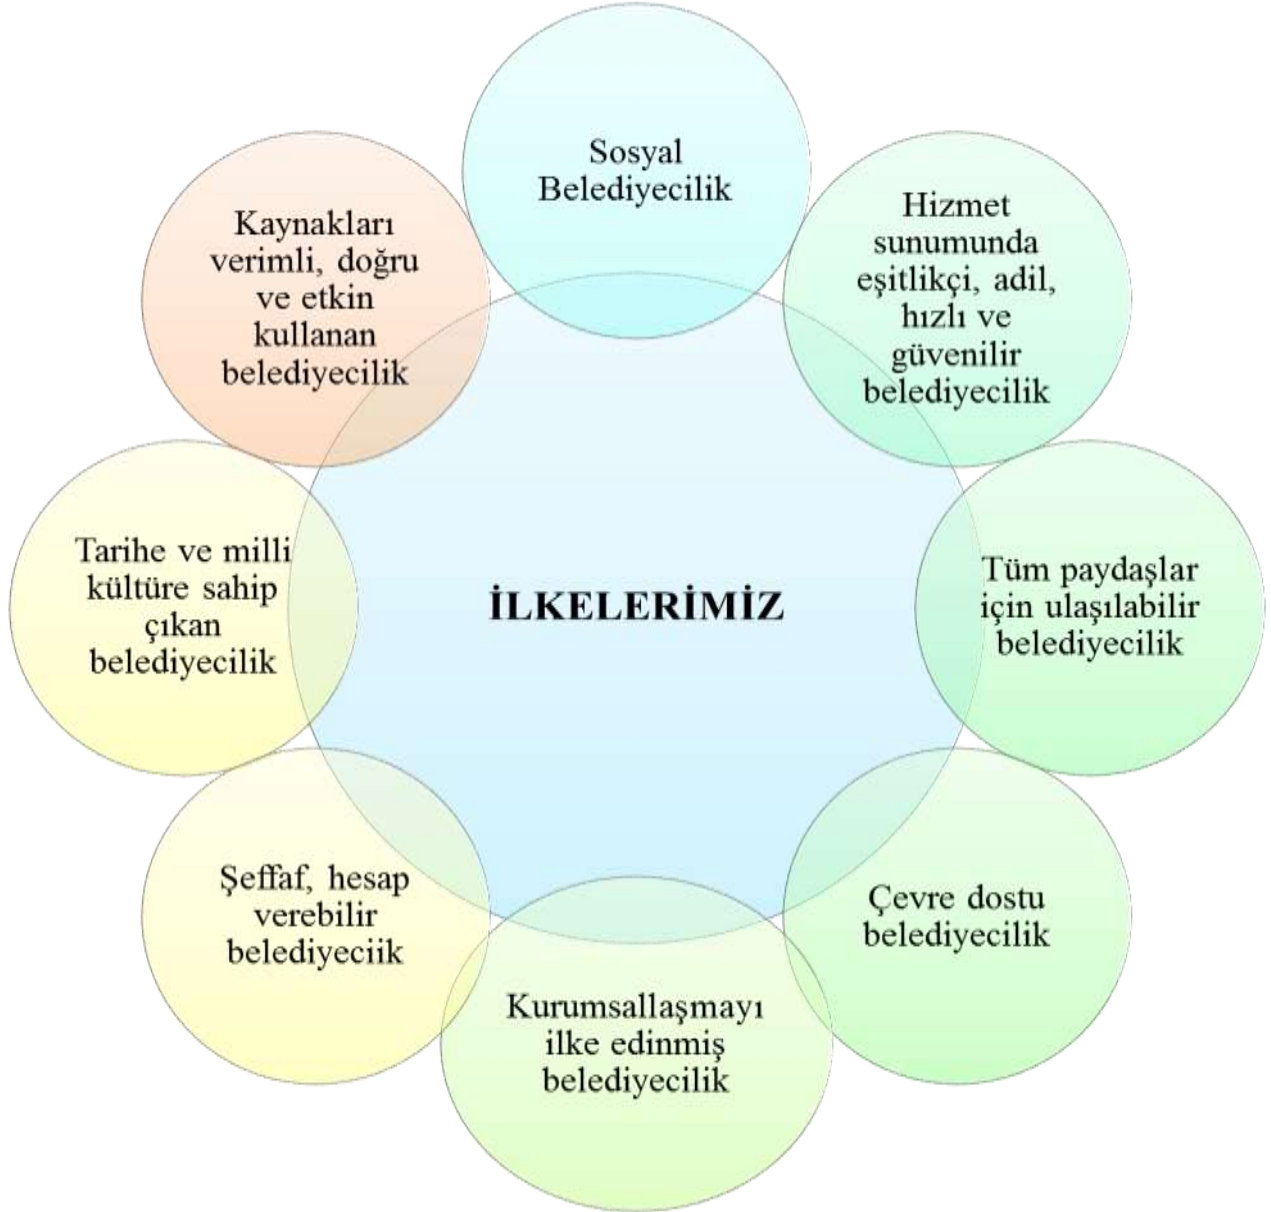 Sosyal
Belediyecilik
Hizmet
sunumunda
eşitlikçi, adil,
hızlı ve
güvenilir
belediyecilik
Tüm paydaşlar
için ulaşılabilir
belediyecilik
Çevre dostu
belediyecilik
Kurumsallaşmayı
ilke edinmiş
belediyecilik
Şeffaf, hesap
verebilir
belediyeciik
Tarihe ve milli
kültüre sahip
çıkan
belediyecilik
Kaynakları
verimli, doğru
ve etkin
kullanan
belediyecilik
İLKELERİMİZ